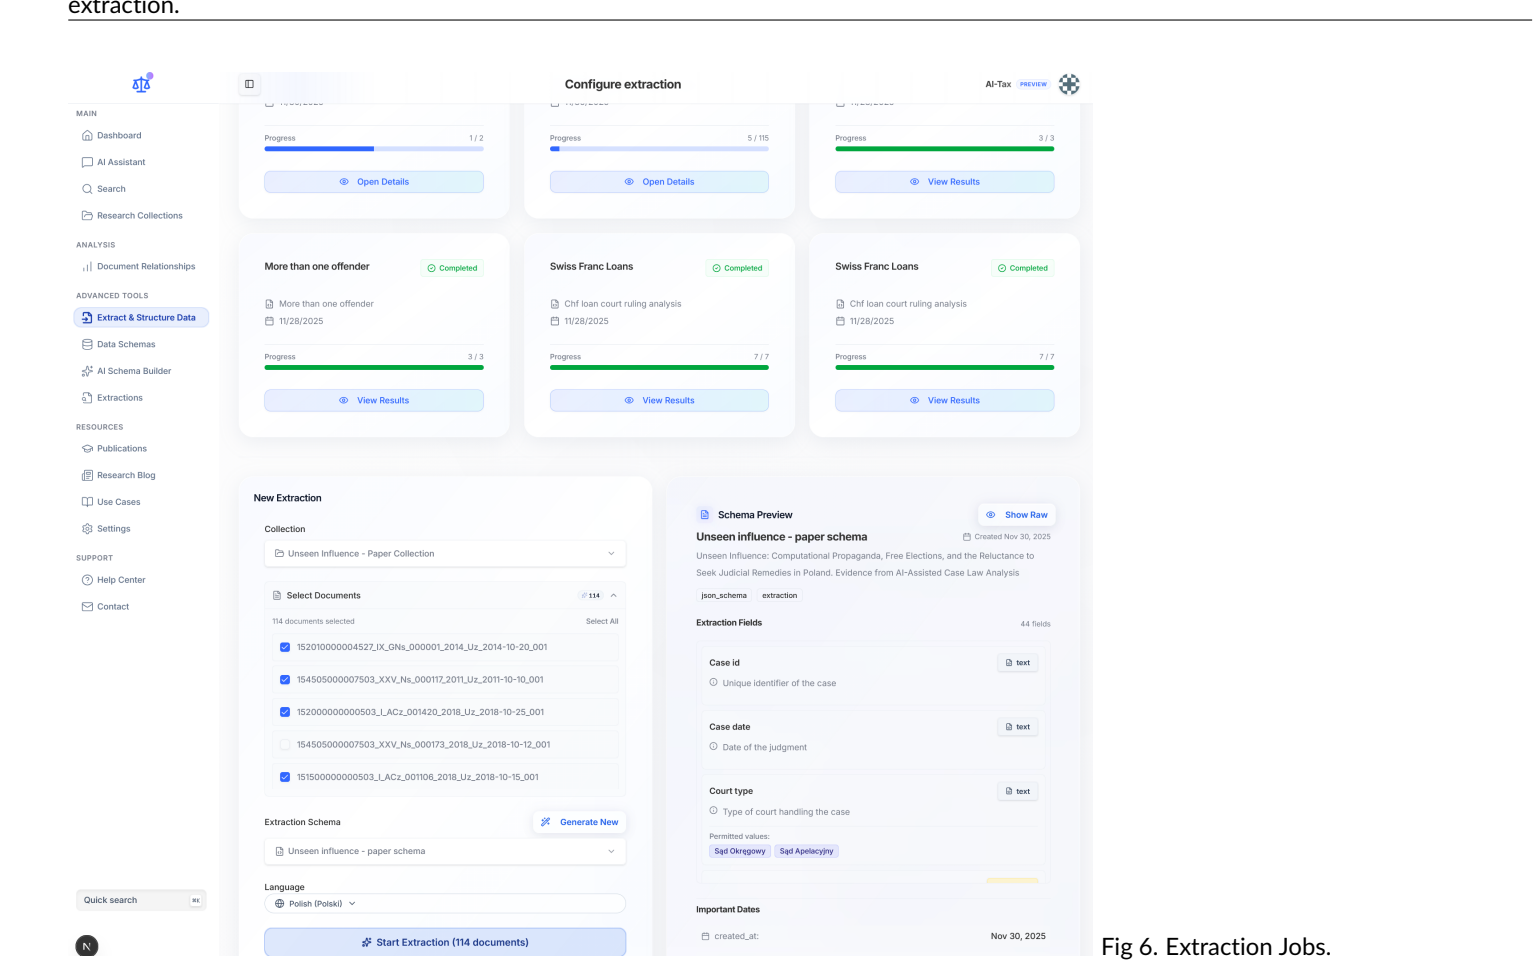 extraction.
Configure extraction
AI-Tax PREVIEW
MAIN
Dashboard
AI Assistant
Search
Research Collections
ANALYSIS
Document Relationships
ADVANCED TOOLS
Extract & Structure Data
Data Schemas
AI Schema Builder
Extractions
RESOURCES
Publications
Research Blog
Use Cases
Settings
SUPPORT
Help Center
Contact
Quick search ⌘K
N
Progress 1 / 2
Open Details
Progress 5 / 115
Open Details
Progress 3 / 3
View Results
More than one offender Completed
More than one offender
11/28/2025
Progress 3 / 3
View Results
Swiss Franc Loans Completed
Chf loan court ruling analysis
11/28/2025
Progress 7 / 7
View Results
Swiss Franc Loans Completed
Chf loan court ruling analysis
11/28/2025
Progress 7 / 7
View Results
New Extraction
Collection
Unseen Influence - Paper Collection
Select Documents 114
114 documents selected Select All
152010000004527_IX_GNs_000001_2014_Uz_2014-10-20_001
154505000007503_XXV_Ns_000117_2011_Uz_2011-10-10_001
152000000000503_I_ACz_001420_2018_Uz_2018-10-25_001
154505000007503_XXV_Ns_000173_2018_Uz_2018-10-12_001
151500000000503_I_ACz_001106_2018_Uz_2018-10-15_001
Extraction Schema Generate New
Unseen influence - paper schema
Language
Polish (Polski)
Start Extraction (114 documents)
Schema Preview Show Raw
Unseen influence - paper schema Created Nov 30, 2025
Unseen Influence: Computational Propaganda, Free Elections, and the Reluctance to
Seek Judicial Remedies in Poland. Evidence from AI-Assisted Case Law Analysis
json_schema extraction
Extraction Fields 44 fields
Case id text
Unique identifier of the case
Case date text
Date of the judgment
Court type text
Type of court handling the case
Permitted values:
Sąd Okręgowy Sąd Apelacyjny
Important Dates
created_at: Nov 30, 2025
Fig 6. Extraction Jobs.